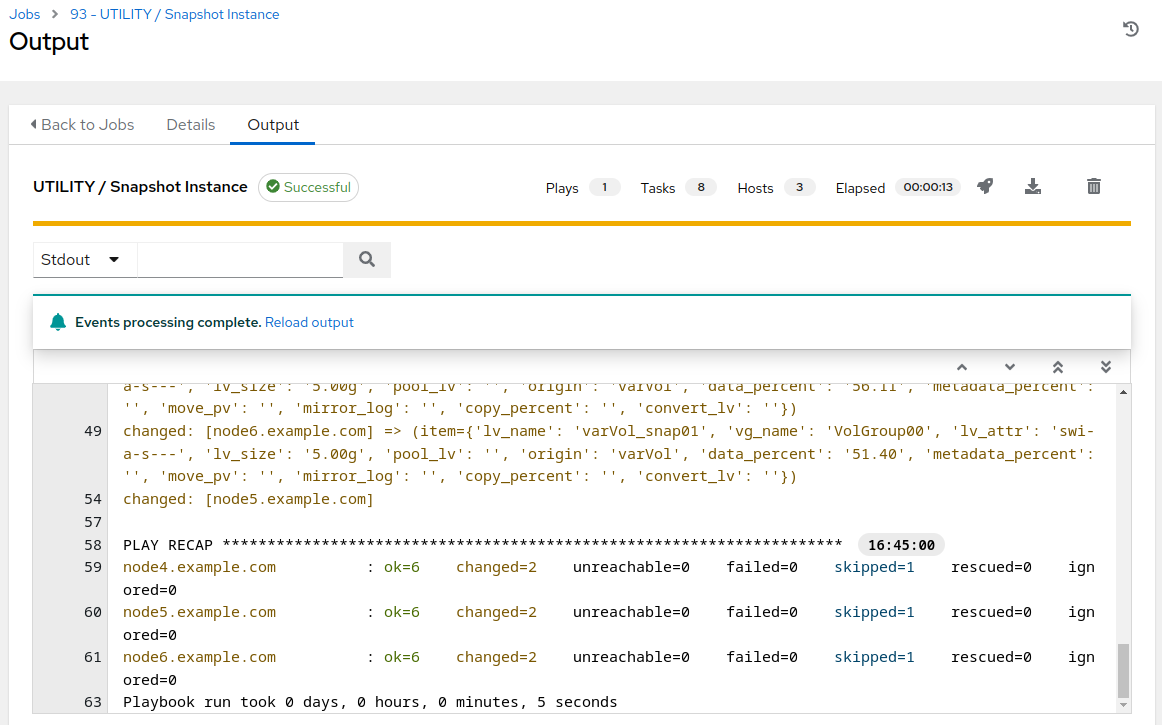 Jobs > 93 - UTILITY / Snapshot Instance
Output
Back to Jobs Details Output
UTILITY / Snapshot Instance Successful Plays 1 Tasks 8 Hosts 3 Elapsed 00:00:13
Stdout
Events processing complete. Reload output
a-s---', 'lv_size': '5.00g', 'pool_lv': '', 'origin': 'varVol', 'data_percent': '56.11', 'metadata_percent':
'', 'move_pv': '', 'mirror_log': '', 'copy_percent': '', 'convert_lv': ''})
49 changed: [node6.example.com] => (item={'lv_name': 'varVol_snap01', 'vg_name': 'VolGroup00', 'lv_attr': 'swi-
a-s---', 'lv_size': '5.00g', 'pool_lv': '', 'origin': 'varVol', 'data_percent': '51.40', 'metadata_percent':
'', 'move_pv': '', 'mirror_log': '', 'copy_percent': '', 'convert_lv': ''})
54 changed: [node5.example.com]
57
58 PLAY RECAP ********************************************************************* 16:45:00
59 node4.example.com : ok=6 changed=2 unreachable=0 failed=0 skipped=1 rescued=0 ign
ored=0
60 node5.example.com : ok=6 changed=2 unreachable=0 failed=0 skipped=1 rescued=0 ign
ored=0
61 node6.example.com : ok=6 changed=2 unreachable=0 failed=0 skipped=1 rescued=0 ign
ored=0
63 Playbook run took 0 days, 0 hours, 0 minutes, 5 seconds